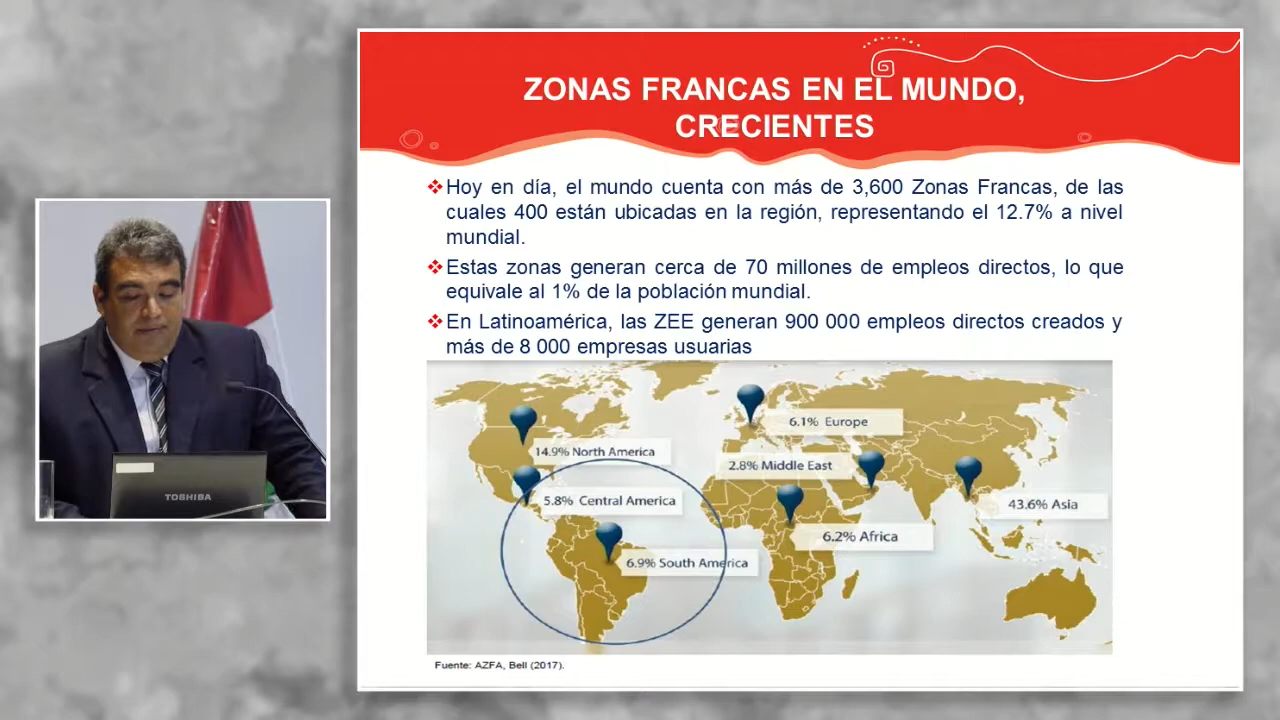 ZONAS FRANCAS EN EL MUNDO,
CRECIENTES
❖Hoy en día, el mundo cuenta con más de 3,600 Zonas Francas, de las
cuales 400 están ubicadas en la región, representando el 12.7% a nivel
mundial.
❖Estas zonas generan cerca de 70 millones de empleos directos, lo que
equivale al 1% de la población mundial.
❖En Latinoamérica, las ZEE generan 900 000 empleos directos creados y
más de 8 000 empresas usuarias
6.1% Europe
14.9% North America
2.8% Middle East
5.8% Central America
43.6% Asia
6.2% Africa
6.9% South America
Fuente: AZFA, Bell (2017).
TOSHIBA